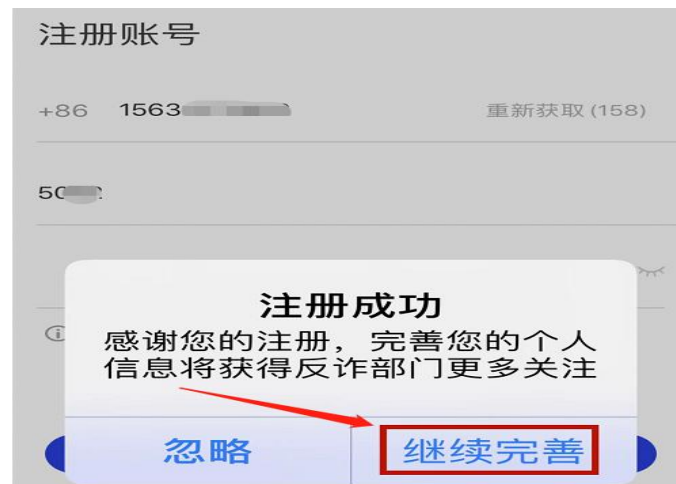 注册账号
+86 1563 重新获取(158)
50
注册成功
感谢您的注册，完善您的个人
信息将获得反诈部门更多关注
忽略 继续完善